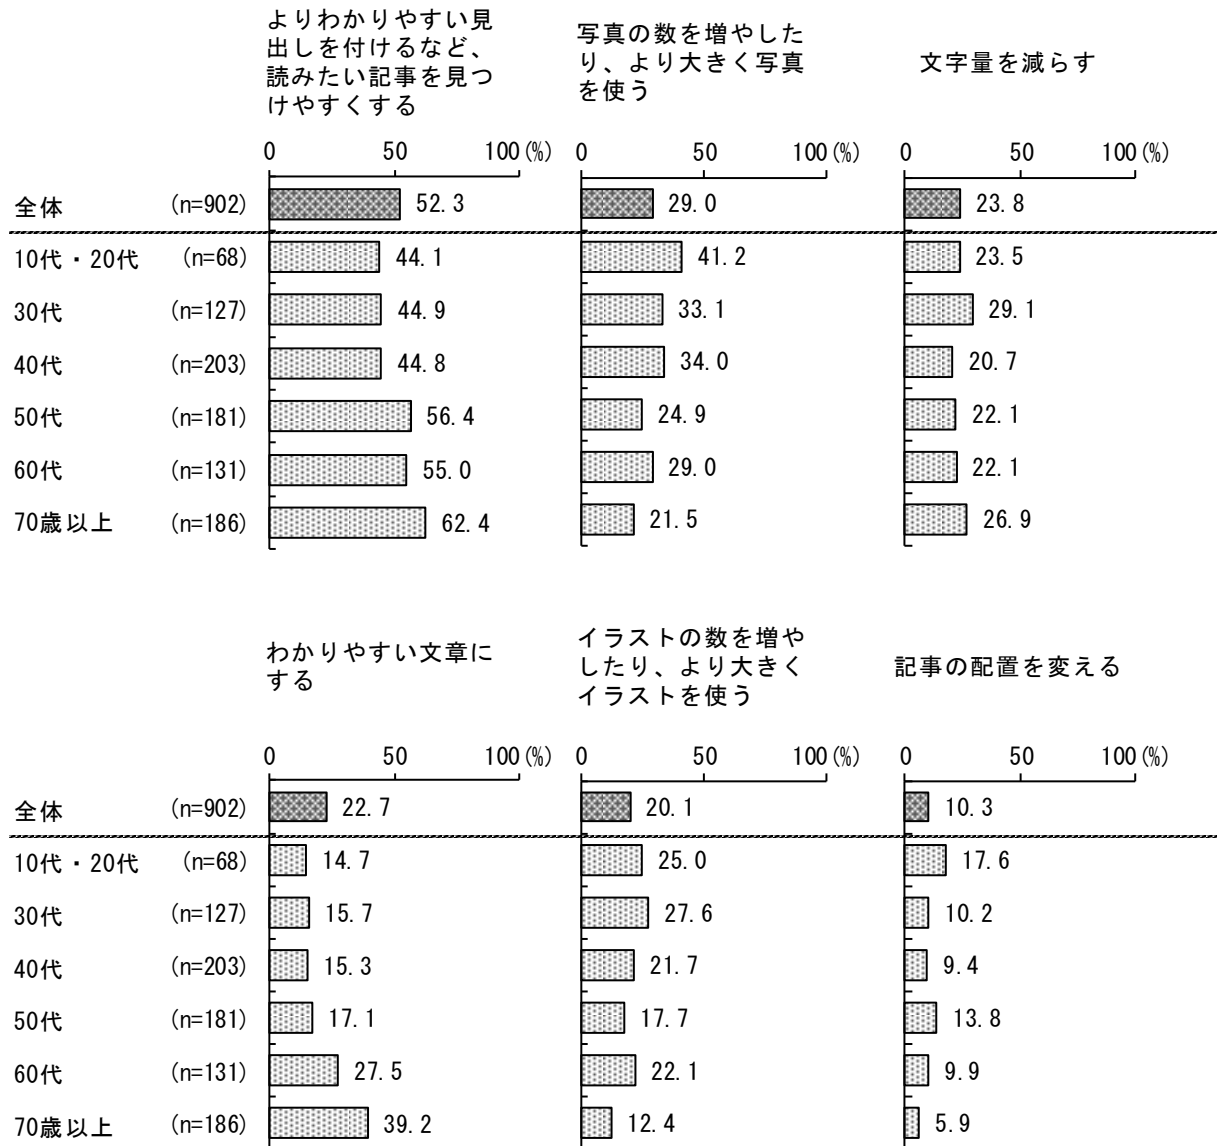 よりわかりやすい見
出しを付けるなど、
読みたい記事を見つ
けやすくする
写真の数を増やした
り、より大きく写真
を使う
文字量を減らす
0 50 100(%) 0 50 100(%) 0 50 100(%)
全体 (n=902) 52.3 29.0 23.8
10代・20代 (n=68) 44.1 41.2 23.5
30代 (n=127) 44.9 33.1 29.1
40代 (n=203) 44.8 34.0 20.7
50代 (n=181) 56.4 24.9 22.1
60代 (n=131) 55.0 29.0 22.1
70歳以上 (n=186) 62.4 21.5 26.9
わかりやすい文章に
する
イラストの数を増や
したり、より大きく
イラストを使う
記事の配置を変える
0 50 100(%) 0 50 100(%) 0 50 100(%)
全体 (n=902) 22.7 20.1 10.3
10代・20代 (n=68) 14.7 25.0 17.6
30代 (n=127) 15.7 27.6 10.2
40代 (n=203) 15.3 21.7 9.4
50代 (n=181) 17.1 17.7 13.8
60代 (n=131) 27.5 22.1 9.9
70歳以上 (n=186) 39.2 12.4 5.9